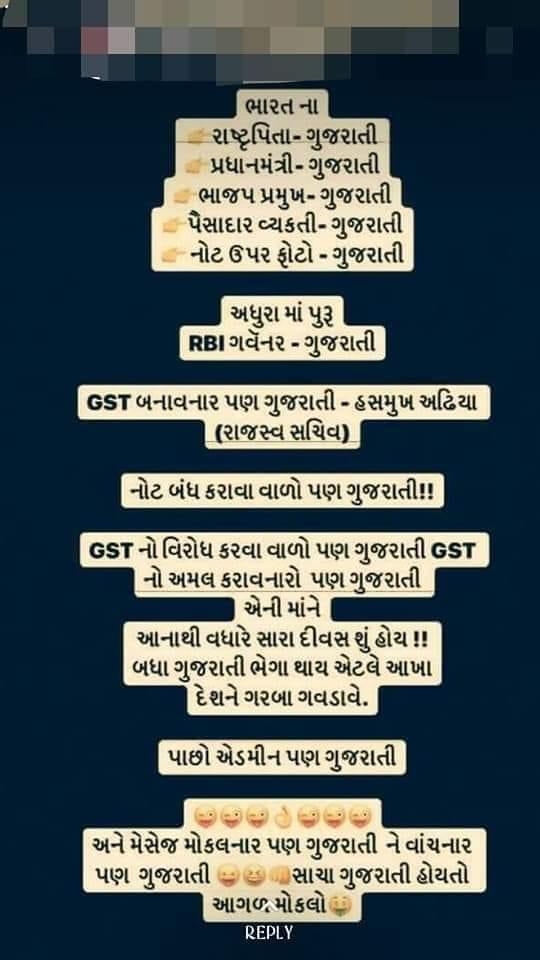 ભારત ના
👉રાષ્ટ્રપિતા- ગુજરાતી
👉પ્રધાનમંત્રી- ગુજરાતી
👉ભાજપ પ્રમુખ- ગુજરાતી
👉પૈસાદાર વ્યકતી- ગુજરાતી
👉નોટ ઉપર ફોટો - ગુજરાતી
અધુરા માં પુરૂ
RBI ગવૅનર - ગુજરાતી
GST બનાવનાર પણ ગુજરાતી - હસમુખ અઢિયા
(રાજસ્વ સચિવ)
નોટ બંધ કરાવા વાળો પણ ગુજરાતી!!
GST નો વિરોધ કરવા વાળો પણ ગુજરાતી GST
નો અમલ કરાવનારો પણ ગુજરાતી
એની માંને
આનાથી વધારે સારા દીવસ શું હોય !!
બધા ગુજરાતી ભેગા થાય એટલે આખા
દેશને ગરબા ગવડાવે.
પાછો એડમીન પણ ગુજરાતી
😜😜😜👌😜😜😜
અને મેસેજ મોકલનાર પણ ગુજરાતી ને વાંચનાર
પણ ગુજરાતી 😛😆👊સાચા ગુજરાતી હોયતો
આગળ મોકલો🤑
REPLY